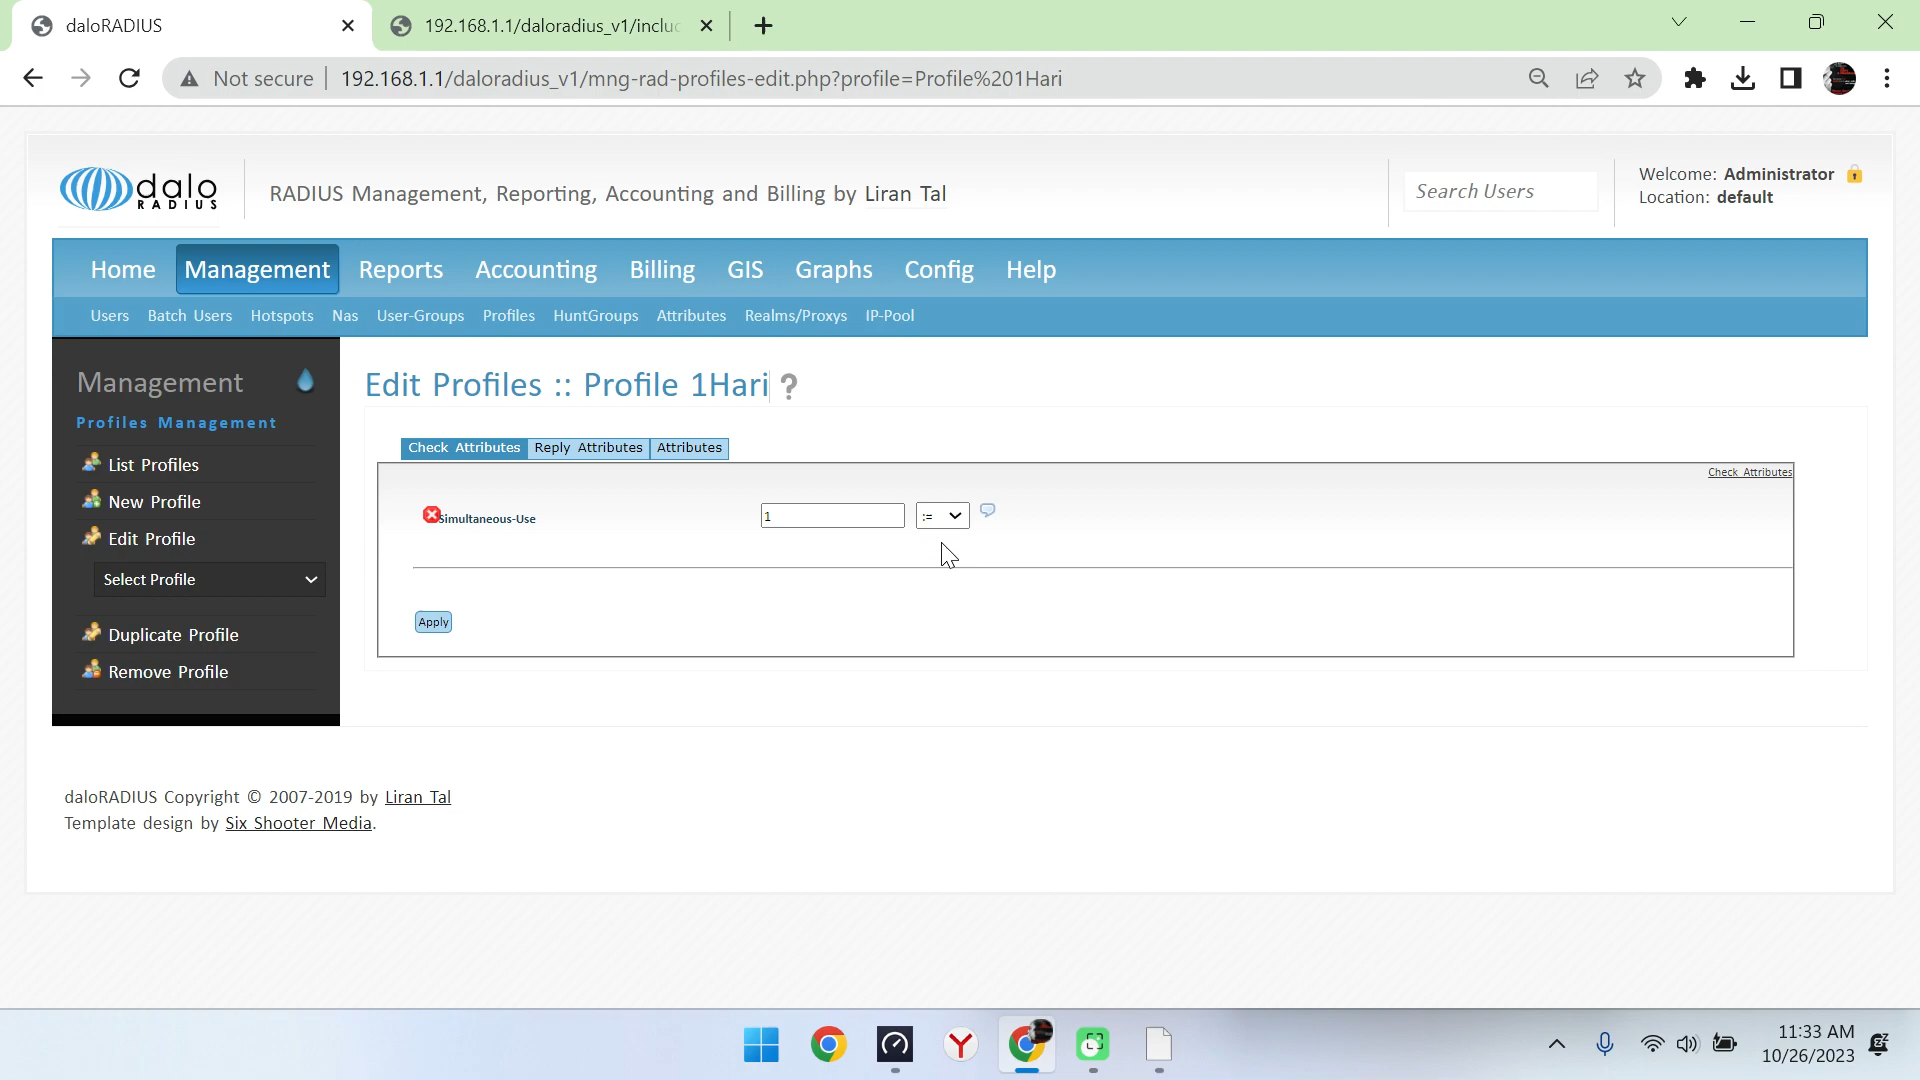 daloRADIUS
192.168.1.1/daloradius_v1/inclu
Not secure
192.168.1.1/daloradius_v1/mng-rad-profiles-edit.php?profile=Profile%201Hari
dalo
RADIUS
RADIUS Management, Reporting, Accounting and Billing by Liran Tal
Search Users
Welcome: Administrator
Location: default
Home Management Reports Accounting Billing GIS Graphs Config Help
Users Batch Users Hotspots Nas User-Groups Profiles HuntGroups Attributes Realms/Proxys IP-Pool
Management
Profiles Management
List Profiles
New Profile
Edit Profile
Select Profile
Duplicate Profile
Remove Profile
Edit Profiles :: Profile 1Hari ?
Check Attributes Reply Attributes Attributes
Check Attributes
Simultaneous-Use 1 :=
Apply
daloRADIUS Copyright © 2007-2019 by Liran Tal
Template design by Six Shooter Media.
11:33 AM
10/26/2023